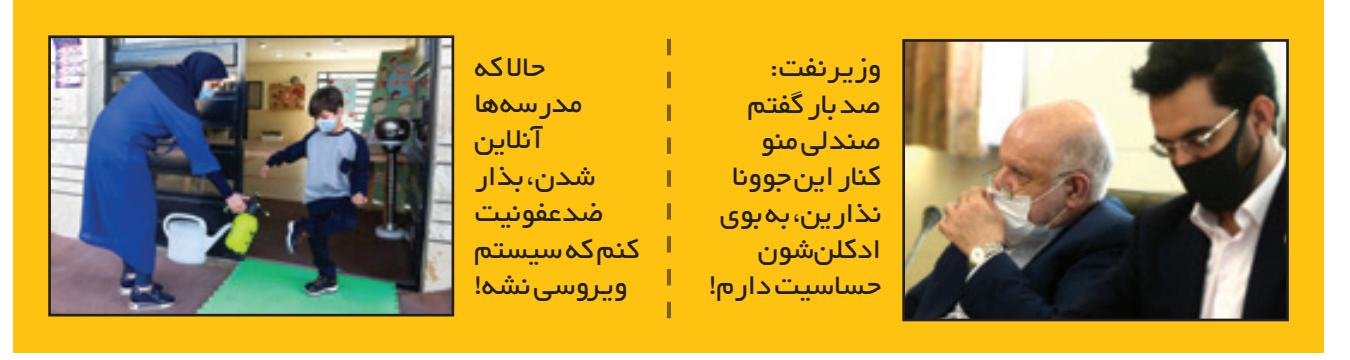 وزیر نفت:
صد بار گفتم
صندلی منو
کنار این جوونا
نذارین، به بوی
ادکلن‌شون
حساسیت دارم!
حالا که
مدرسه‌ها
آنلاین
شدن، بذار
ضدعفونیت
کنم که سیستم
ویروسی نشه!